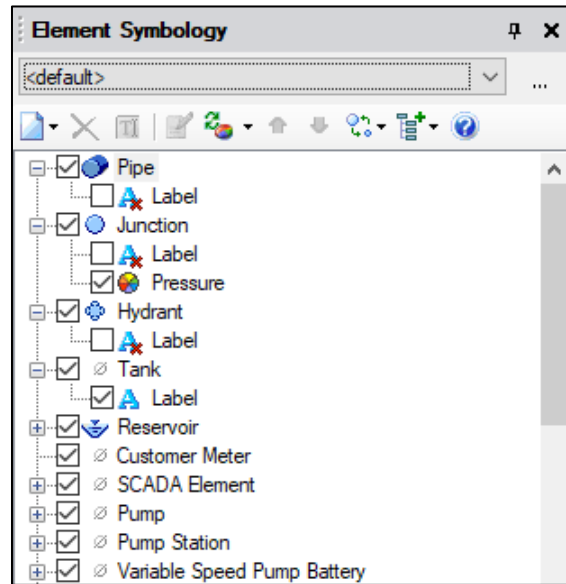 Element Symbology
<default>
...
Pipe
Label
Junction
Label
Pressure
Hydrant
Label
Tank
Label
Reservoir
Customer Meter
SCADA Element
Pump
Pump Station
Variable Speed Pump Battery